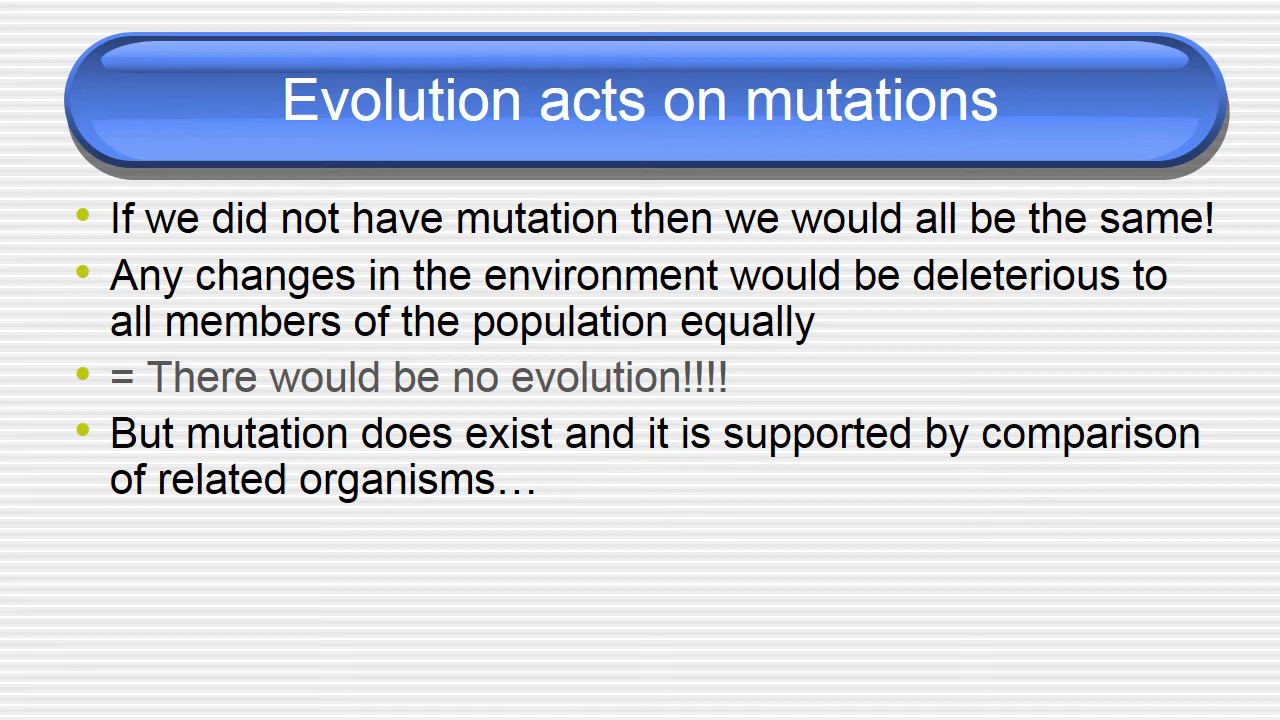 Evolution acts on mutations
• If we did not have mutation then we would all be the same!
• Any changes in the environment would be deleterious to
all members of the population equally
• = There would be no evolution!!!!
• But mutation does exist and it is supported by comparison
of related organisms…